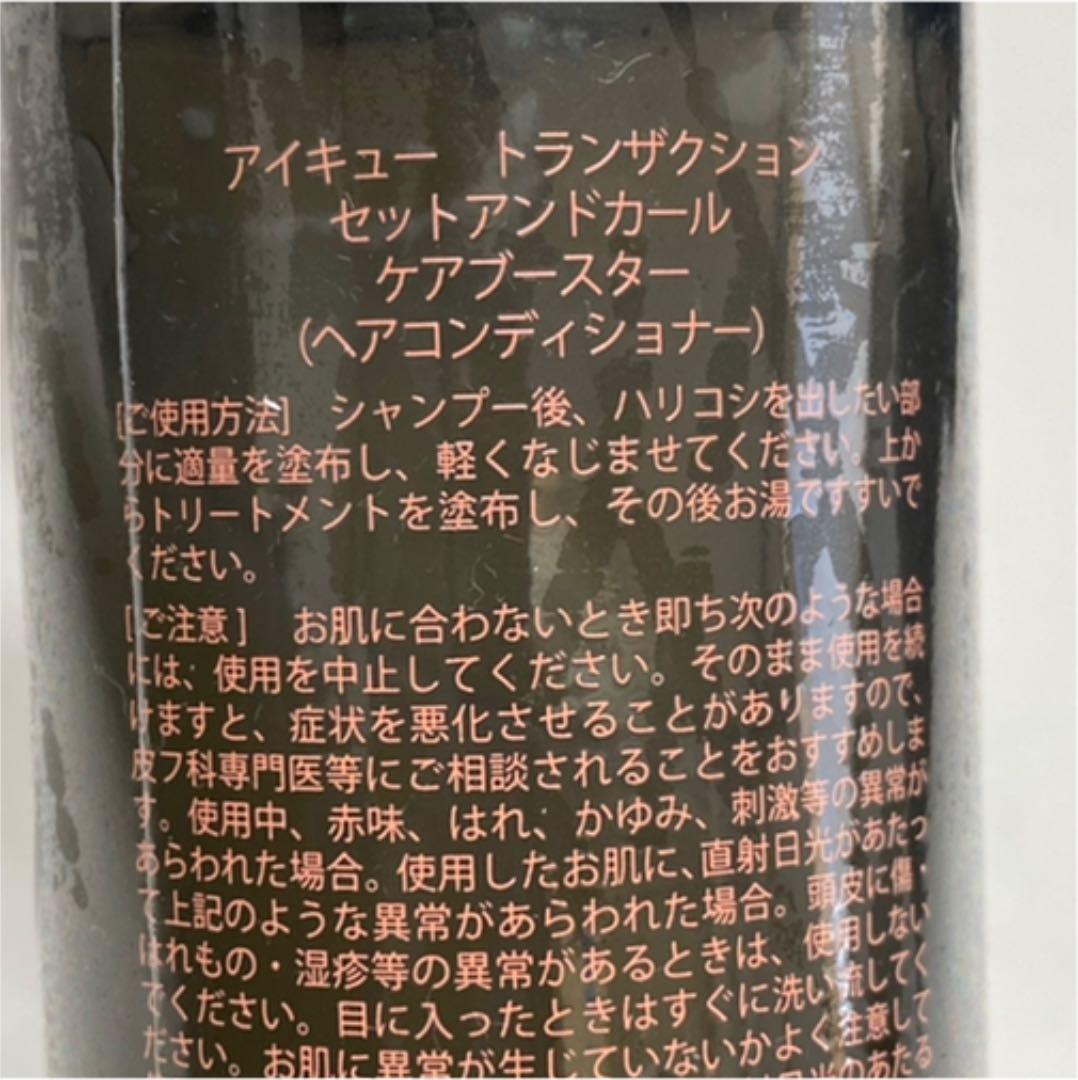 アイキュー　トランザクション
セットアンドカール
ケアブースター
(ヘアコンディショナー)
[ご使用方法]　シャンプー後、ハリコシを出したい部
分に適量を塗布し、軽くなじませてください。上か
らトリートメントを塗布し、その後お湯ですすいで
ください。
[ご注意]　お肌に合わないとき即ち次のような場合
には、使用を中止してください。そのまま使用を続
けますと、症状を悪化させることがありますので、
皮フ科専門医等にご相談されることをおすすめしま
す。使用中、赤味、はれ、かゆみ、刺激等の異常が
あらわれた場合。使用したお肌に、直射日光があたっ
て上記のような異常があらわれた場合。頭皮に傷・
はれもの・湿疹等の異常があるときは、使用しない
でください。目に入ったときはすぐに洗い流してく
ださい。お肌に異常が生じていないかよく注意して
日光のあたる